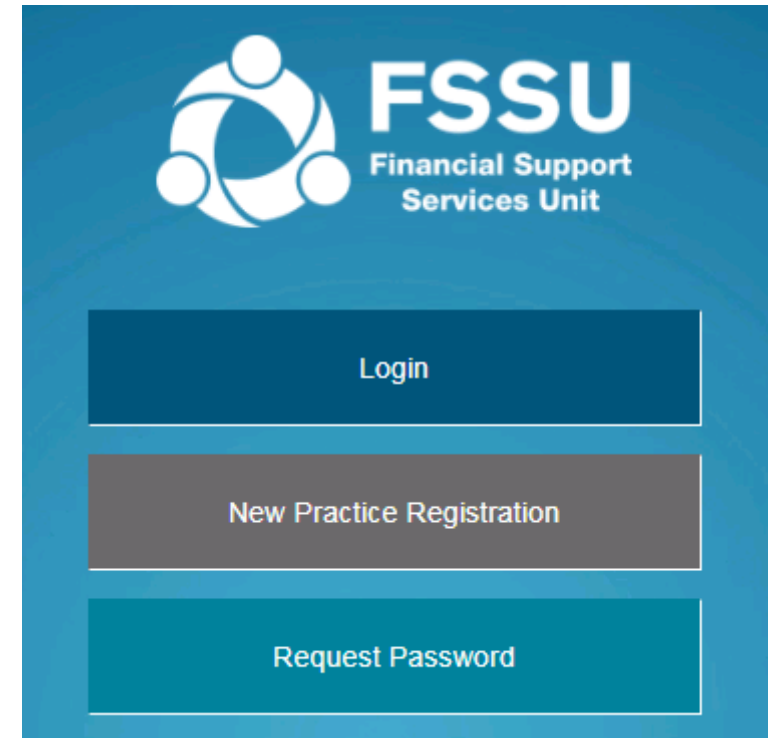 FSSU
Financial Support
Services Unit
Login
New Practice Registration
Request Password